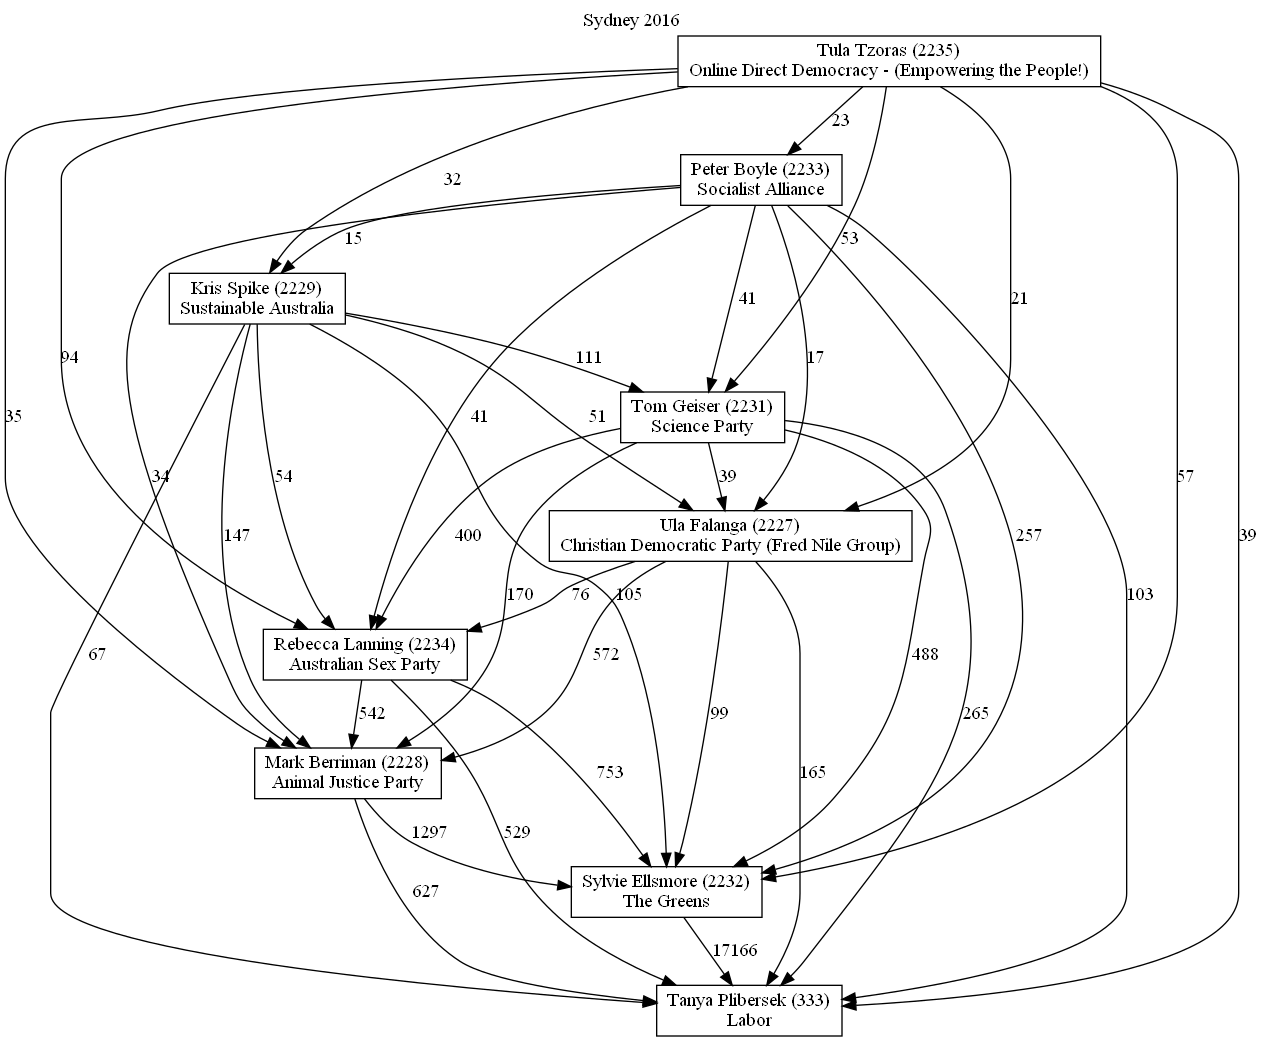 Sydney 2016
Tula Tzoras (2235)
Online Direct Democracy - (Empowering the People!)
23
Peter Boyle (2233)
Socialist Alliance
32
15
53
Kris Spike (2229)
Sustainable Australia
41
21
94
111
17
Tom Geiser (2231)
Science Party
35
41
51
34
54
39
57
Ula Falanga (2227)
Christian Democratic Party (Fred Nile Group)
147
400
257
39
170
76
105
103
Rebecca Lanning (2234)
Australian Sex Party
67
572
488
542
99
265
Mark Berriman (2228)
Animal Justice Party
753
165
1297
529
Sylvie Ellsmore (2232)
The Greens
627
17166
Tanya Plibersek (333)
Labor